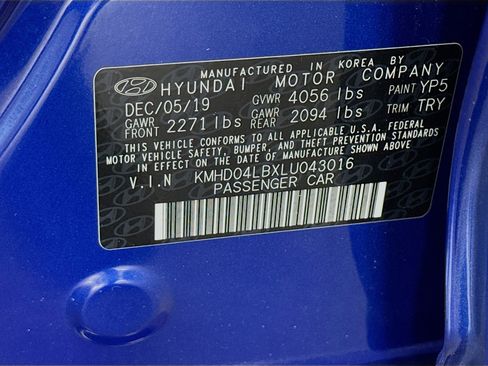 MANUFACTURED IN KOREA BY
HYUNDAI MOTOR COMPANY
DEC/05/19 GVWR 4056 lbs PAINT YP5
GAWR FRONT 2271 lbs GAWR REAR 2094 lbs TRIM TRY
THIS VEHICLE CONFORMS TO ALL APPLICABLE U.S.A. FEDERAL
MOTOR VEHICLE SAFETY, BUMPER, AND THEFT PREVENTION STANDARDS
IN EFFECT ON THE DATE OF MANUFACTURE SHOWN ABOVE.
V.I.N KMHD04LBXLU043016
PASSENGER CAR